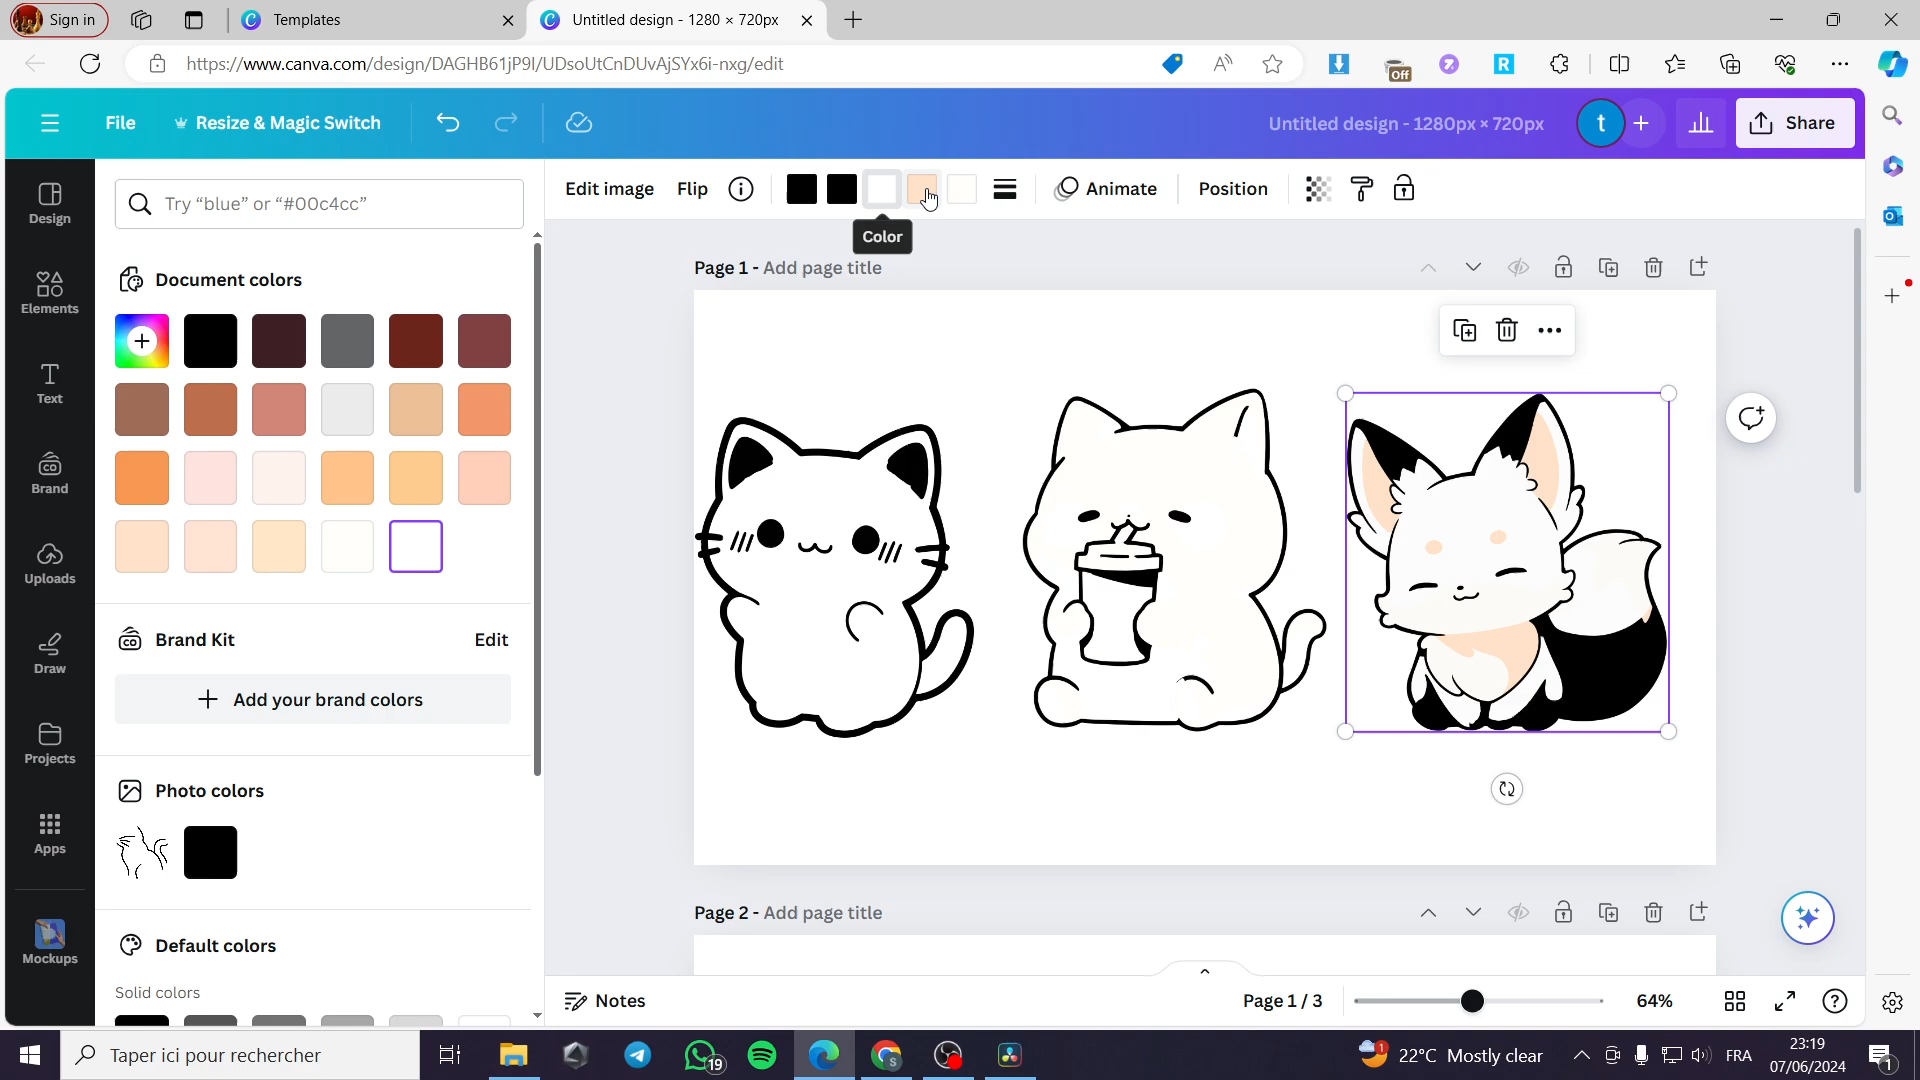 Sign in
Templates
Untitled design - 1280 × 720px
https://www.canva.com/design/DAGHB61jP9I/UDsoUtCnDUvAjSYx6i-nxg/edit
Off
File
Resize & Magic Switch
Untitled design - 1280px × 720px
t
Share
Design
Elements
Text
Brand
Uploads
Draw
Projects
Apps
Mockups
Try “blue” or “#00c4cc”
Document colors
Brand Kit
Edit
Add your brand colors
Photo colors
Default colors
Solid colors
Edit image
Flip
Animate
Position
Color
Page 1 - Add page title
Page 2 - Add page title
Notes
Page 1 / 3
64%
Taper ici pour rechercher
19
22°C Mostly clear
FRA
23:19
07/06/2024
1